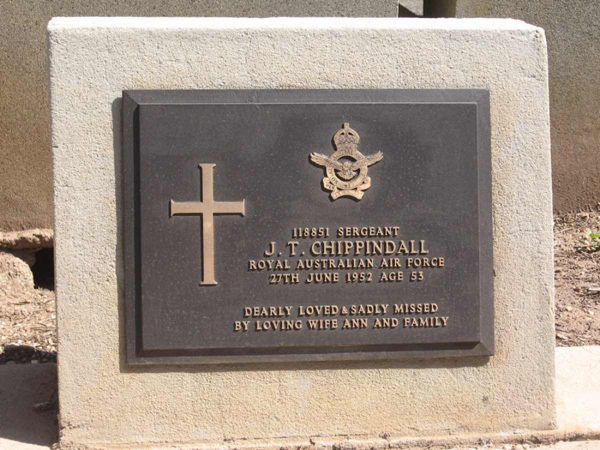 118851 SERGEANT
J. T. CHIPPINDALL
ROYAL AUSTRALIAN AIR FORCE
27TH JUNE 1952 AGE 53
DEARLY LOVED & SADLY MISSED
BY LOVING WIFE ANN AND FAMILY